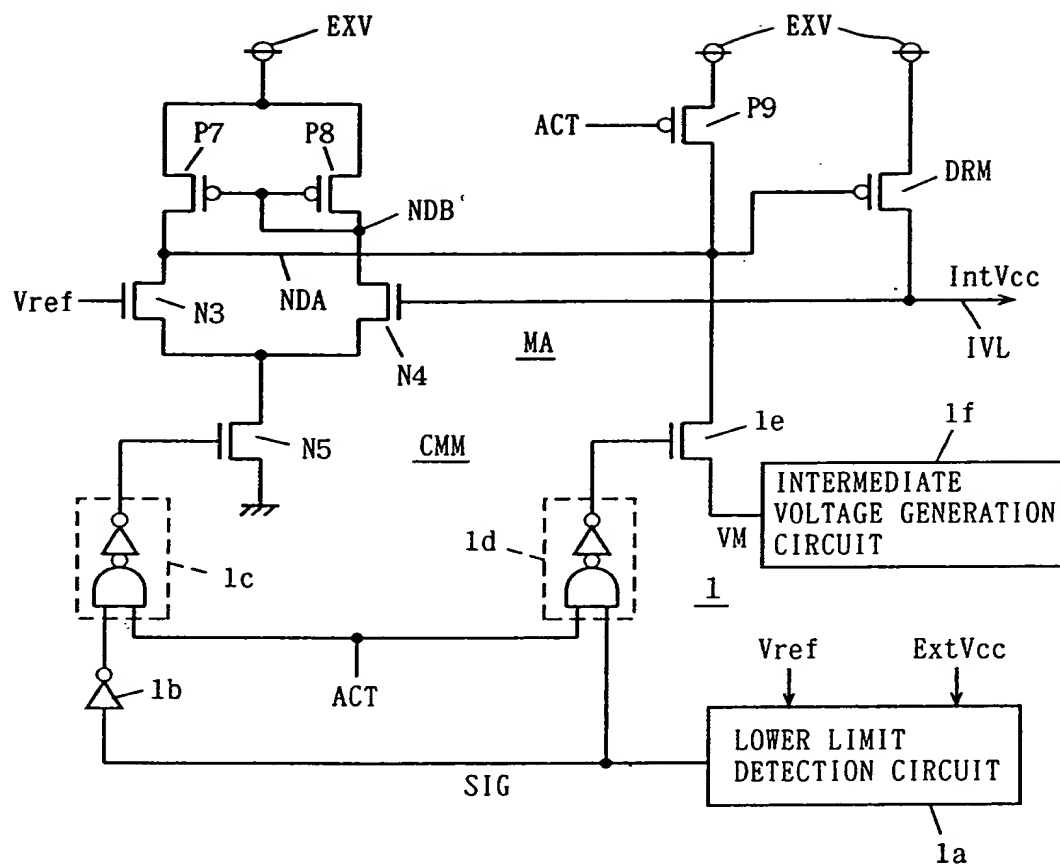 EXV
EXV
P7
P8
ACT
P9
DRM
NDB'
Vref
N3
NDA
N4
MA
IntVcc
IVL
N5
CMM
1e
1f
INTERMEDIATE
VOLTAGE GENERATION
CIRCUIT
VM
1c
1d
1
ACT
1b
Vref
ExtVcc
LOWER LIMIT
DETECTION CIRCUIT
SIG
1a